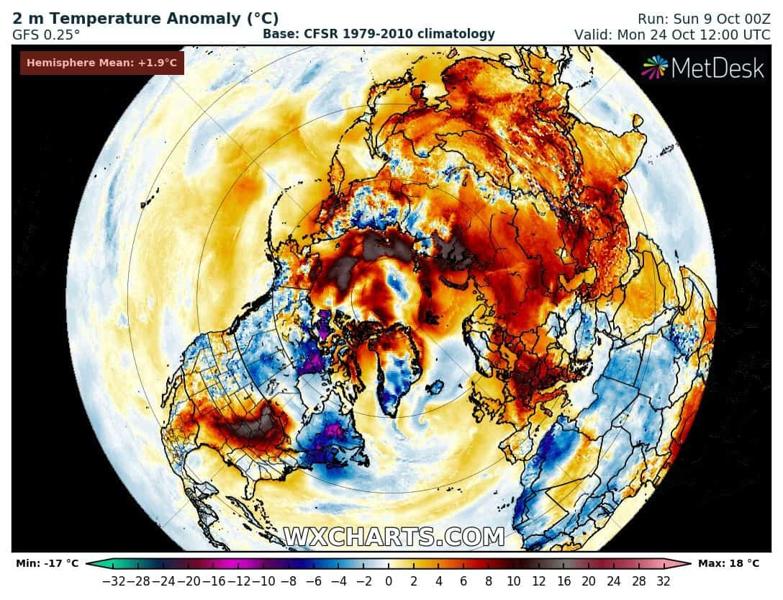 2 m Temperature Anomaly (°C)
Run: Sun 9 Oct 00Z
GFS 0.25°
Base: CFSR 1979-2010 climatology
Valid: Mon 24 Oct 12:00 UTC
Hemisphere Mean: +1.9°C
MetDesk
WXCHARTS.COM
Min: -17 °C
Max: 18 °C
−32−28−24−20−16−12−10 −8 −6 −4 −2 0 2 4 6 8 10 12 16 20 24 28 32